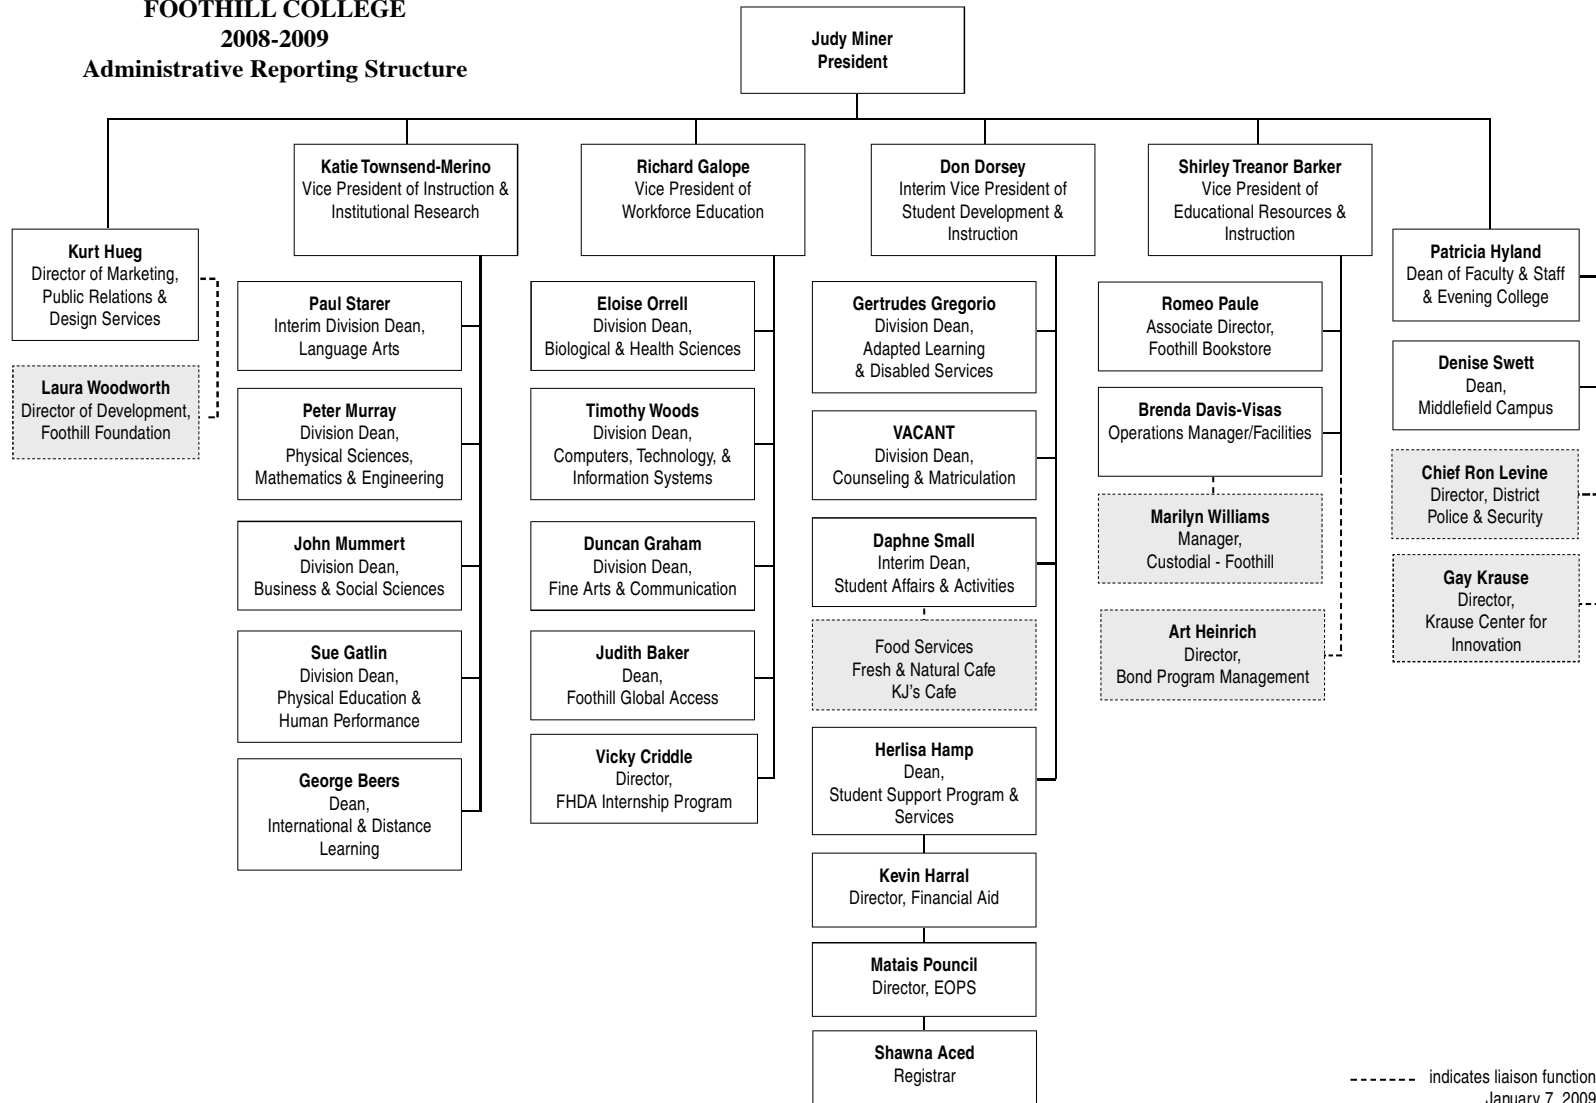 FOOTHILL COLLEGE
2008-2009
Administrative Reporting Structure
Judy Miner
President
Katie Townsend-Merino
Vice President of Instruction &
Institutional Research
Richard Galope
Vice President of
Workforce Education
Don Dorsey
Interim Vice President of
Student Development &
Instruction
Shirley Treanor Barker
Vice President of
Educational Resources &
Instruction
Kurt Hueg
Director of Marketing,
Public Relations &
Design Services
Laura Woodworth
Director of Development,
Foothill Foundation
Paul Starer
Interim Division Dean,
Language Arts
Peter Murray
Division Dean,
Physical Sciences,
Mathematics & Engineering
John Mummert
Division Dean,
Business & Social Sciences
Sue Gatlin
Division Dean,
Physical Education &
Human Performance
George Beers
Dean,
International & Distance
Learning
Eloise Orrell
Division Dean,
Biological & Health Sciences
Timothy Woods
Division Dean,
Computers, Technology, &
Information Systems
Duncan Graham
Division Dean,
Fine Arts & Communication
Judith Baker
Dean,
Foothill Global Access
Vicky Criddle
Director,
FHDA Internship Program
Gertrudes Gregorio
Division Dean,
Adapted Learning
& Disabled Services
VACANT
Division Dean,
Counseling & Matriculation
Daphne Small
Interim Dean,
Student Affairs & Activities
Food Services
Fresh & Natural Cafe
KJ's Cafe
Herlisa Hamp
Dean,
Student Support Program &
Services
Kevin Harral
Director, Financial Aid
Matais Pouncil
Director, EOPS
Shawna Aced
Registrar
Romeo Paule
Associate Director,
Foothill Bookstore
Brenda Davis-Visas
Operations Manager/Facilities
Marilyn Williams
Manager,
Custodial - Foothill
Art Heinrich
Director,
Bond Program Management
Patricia Hyland
Dean of Faculty & Staff
& Evening College
Denise Swett
Dean,
Middlefield Campus
Chief Ron Levine
Director, District
Police & Security
Gay Krause
Director,
Krause Center for
Innovation
indicates liaison function
January 7, 2009